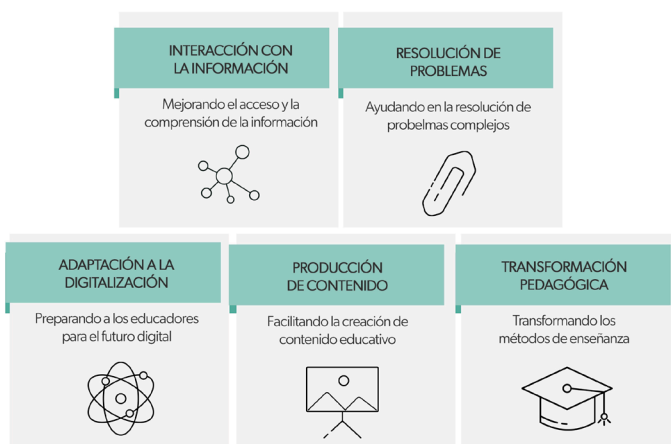 INTERACCIÓN CON
LA INFORMACIÓN
Mejorando el acceso y la
comprensión de la información
RESOLUCIÓN DE
PROBLEMAS
Ayudando en la resolución de
probelmas complejos
ADAPTACIÓN A LA
DIGITALIZACIÓN
Preparando a los educadores
para el futuro digital
PRODUCCIÓN
DE CONTENIDO
Facilitando la creación de
contenido educativo
TRANSFORMACIÓN
PEDAGÓGICA
Transformando los
métodos de enseñanza